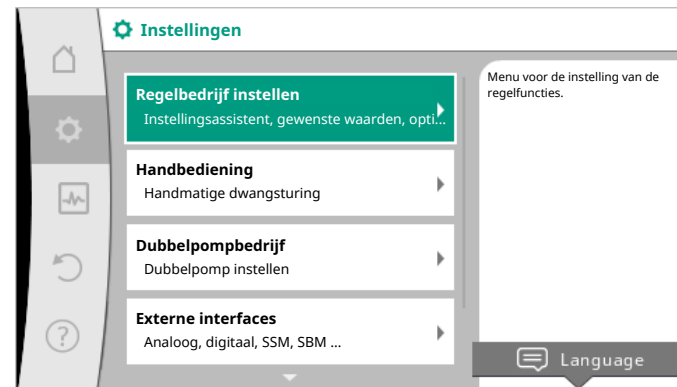 Instellingen
Regelbedrijf instellen
Instellingsassistent, gewenste waarden, opti...
Handbediening
Handmatige dwangsturing
Dubbelpompbedrijf
Dubbelpomp instellen
Externe interfaces
Analoog, digitaal, SSM, SBM ...
Menu voor de instelling van de
regelfuncties.
Language